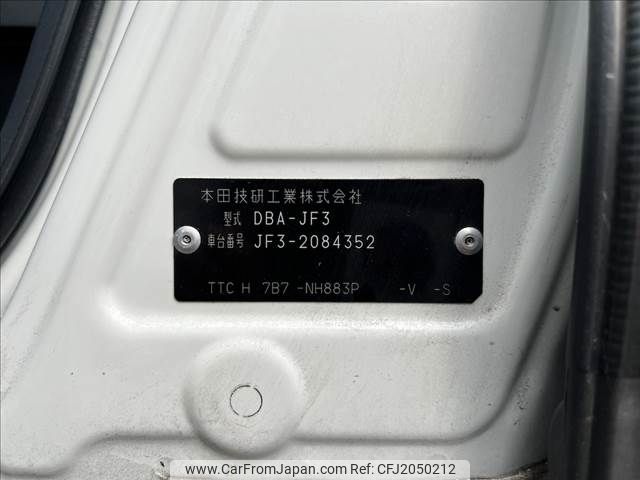 本田技研工業株式会社
型式 DBA-JF3
車台番号 JF3-2084352
TTC H 7B7 -NH883P -V -S
www.CarFromJapan.com | CFJ2050212